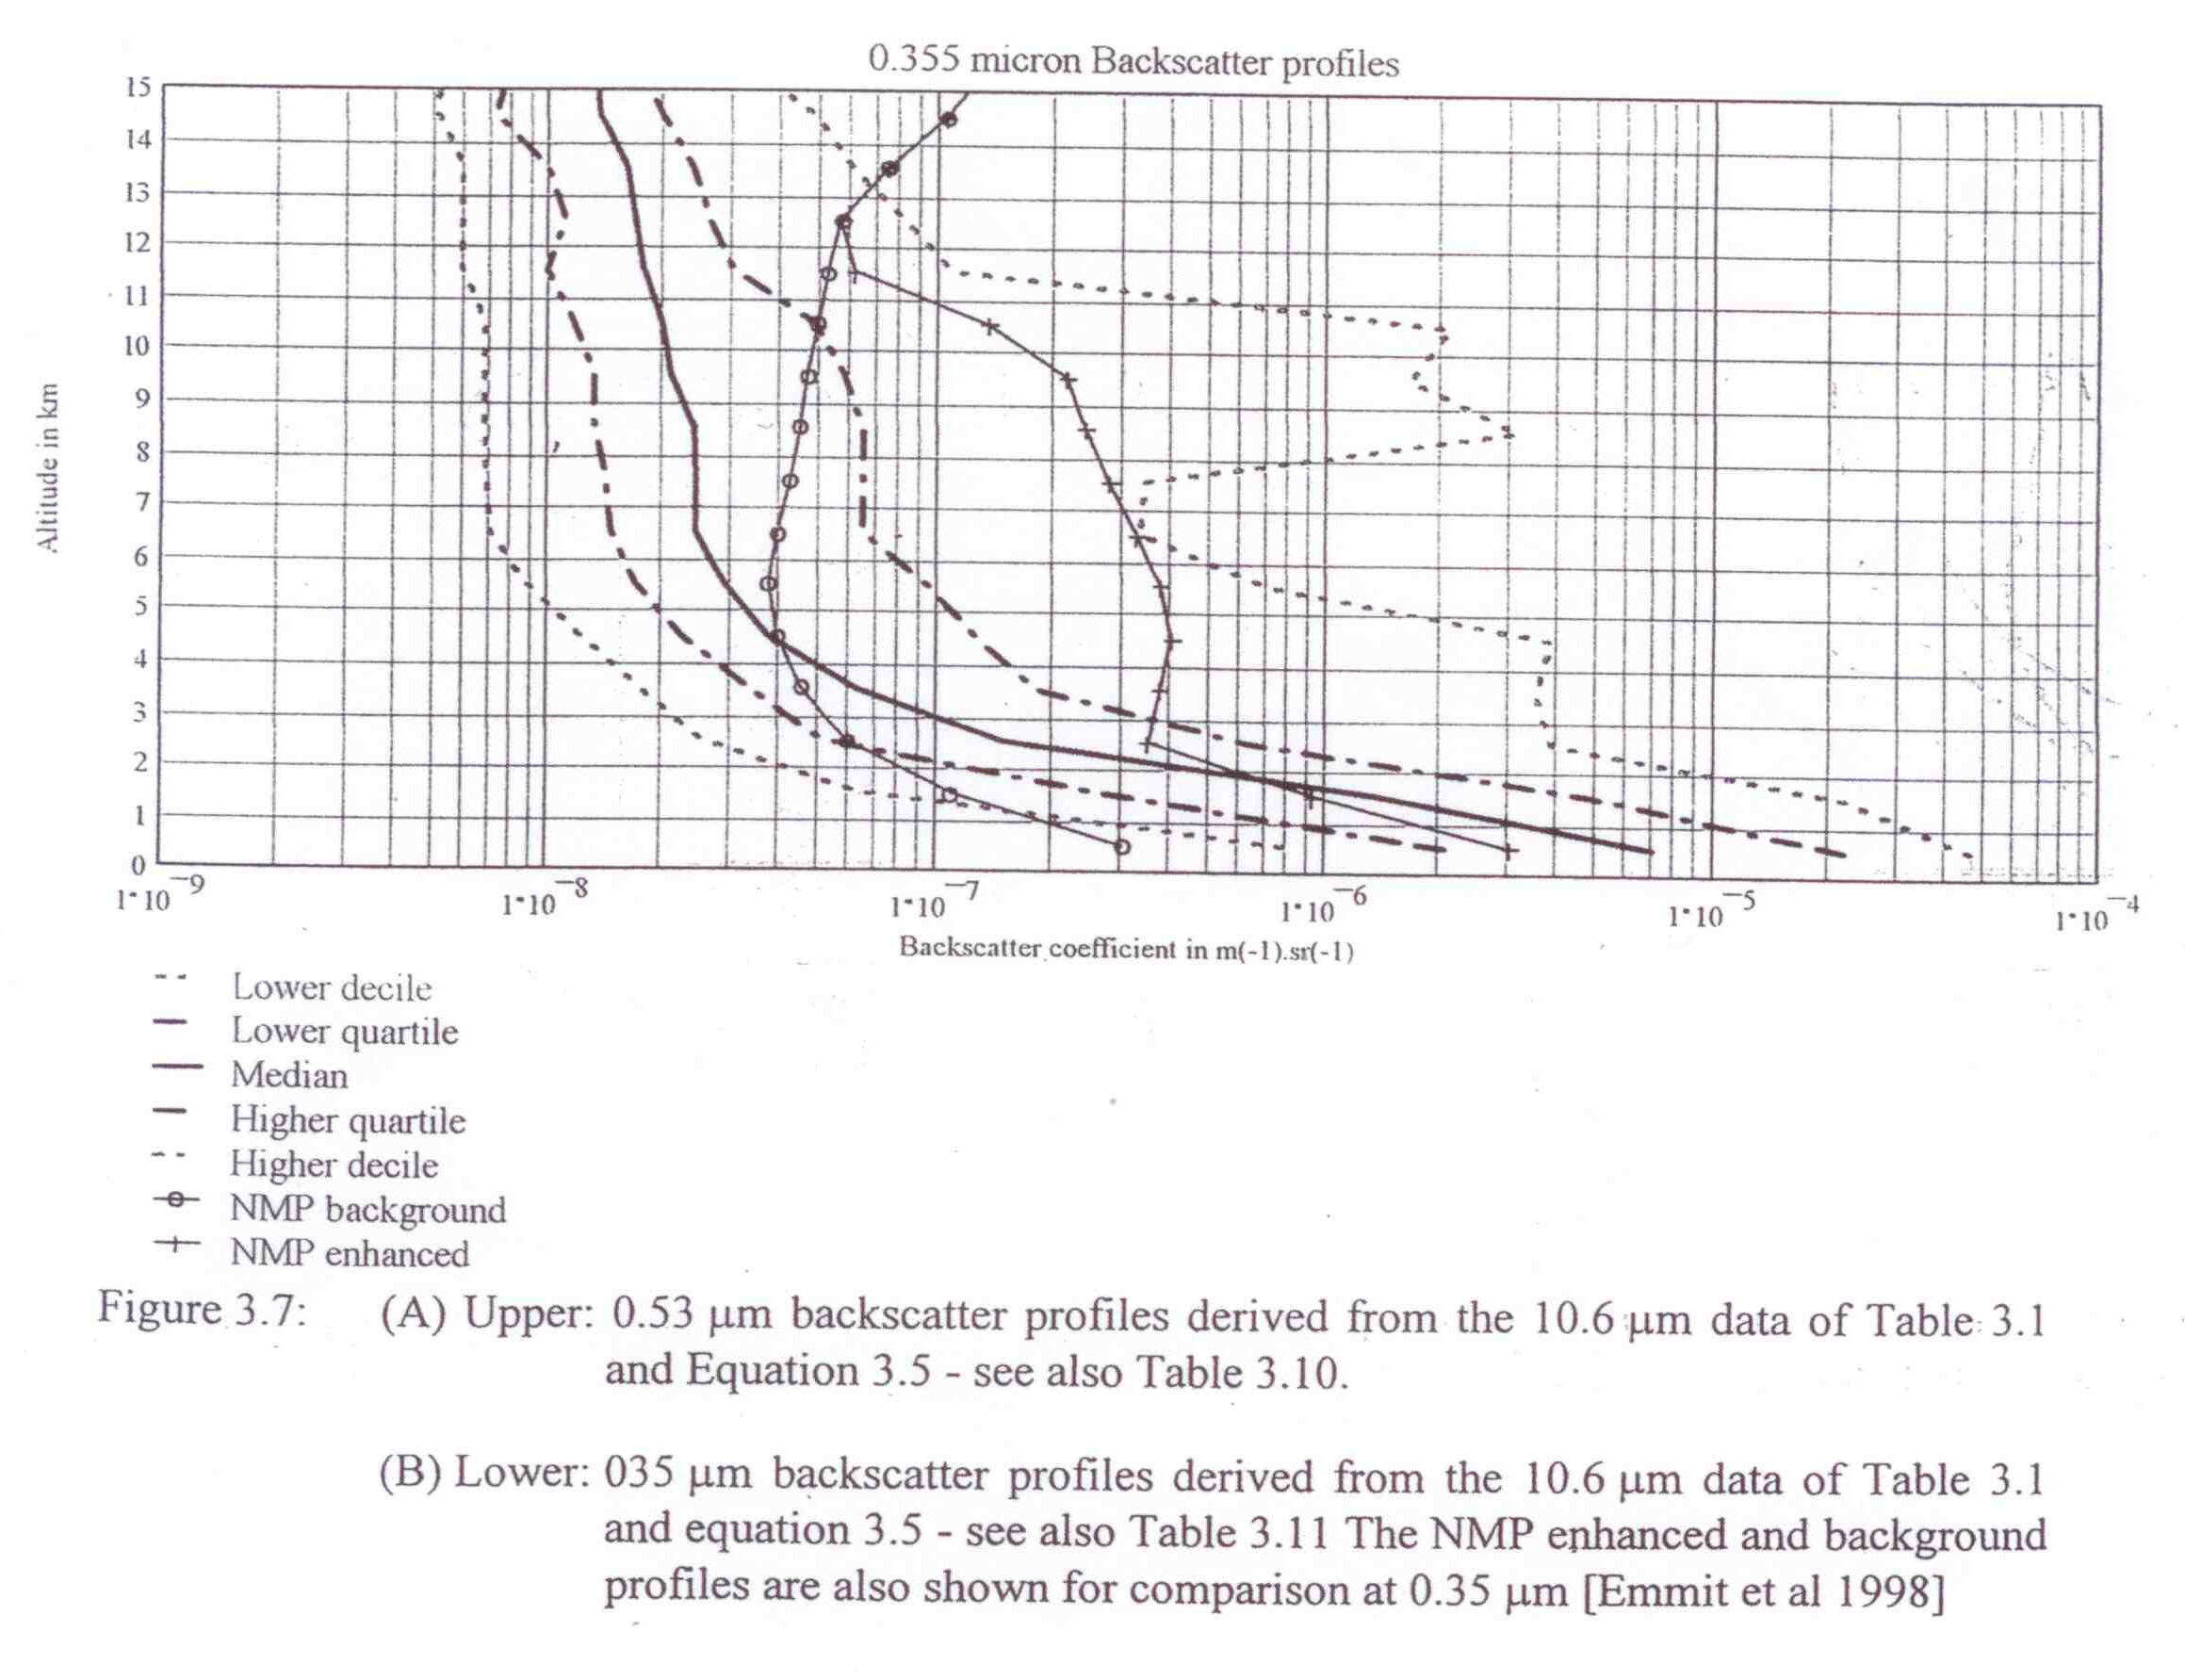 0.355 micron Backscatter profiles
15
14
13
12
11
10
9
8
7
6
5
4
3
2
1
0
Altitude in km
1·10⁻⁹ 1·10⁻⁸ 1·10⁻⁷ 1·10⁻⁶ 1·10⁻⁵ 1·10⁻⁴
Backscatter coefficient in m(-1).sr(-1)
Lower decile
Lower quartile
Median
Higher quartile
Higher decile
NMP background
NMP enhanced
Figure 3.7: (A) Upper: 0.53 μm backscatter profiles derived from the 10.6 μm data of Table 3.1
and Equation 3.5 - see also Table 3.10.
(B) Lower: 035 μm backscatter profiles derived from the 10.6 μm data of Table 3.1
and equation 3.5 - see also Table 3.11 The NMP enhanced and background
profiles are also shown for comparison at 0.35 μm [Emmit et al 1998]